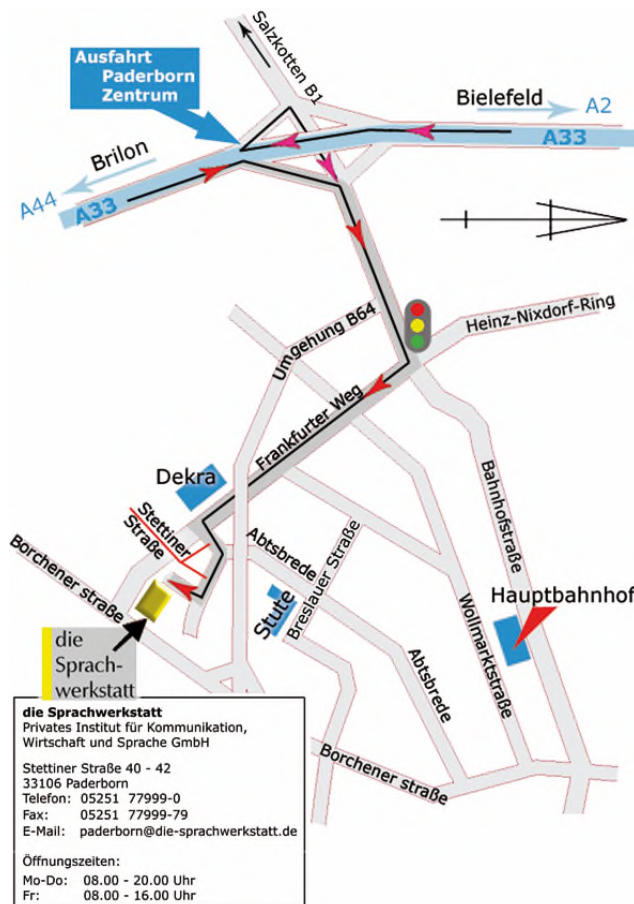 Salzkotten B1
Ausfahrt
Paderborn
Zentrum
Bielefeld
A2
A33
Brilon
A44
A33
Heinz-Nixdorf-Ring
Umgehung B64
Frankfurter Weg
Dekra
Stettiner
Straße
Borchener straße
Abtsbrede
Breslauer Straße
Stute
Bahnhofstraße
Hauptbahnhof
Wollmarktstraße
Abtsbrede
Borchener straße
die
Sprach-
werkstatt
die Sprachwerkstatt
Privates Institut für Kommunikation,
Wirtschaft und Sprache GmbH
Stettiner Straße 40 - 42
33106 Paderborn
Telefon: 05251 77999-0
Fax: 05251 77999-79
E-Mail: paderborn@die-sprachwerkstatt.de
Öffnungszeiten:
Mo-Do: 08.00 - 20.00 Uhr
Fr: 08.00 - 16.00 Uhr